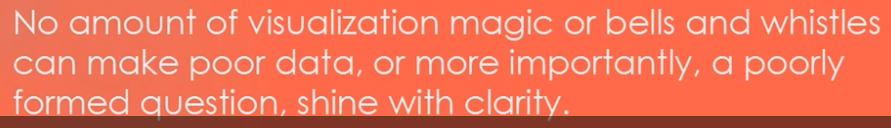 No amount of visualization magic or bells and whistles
can make poor data, or more importantly, a poorly
formed question, shine with clarity.